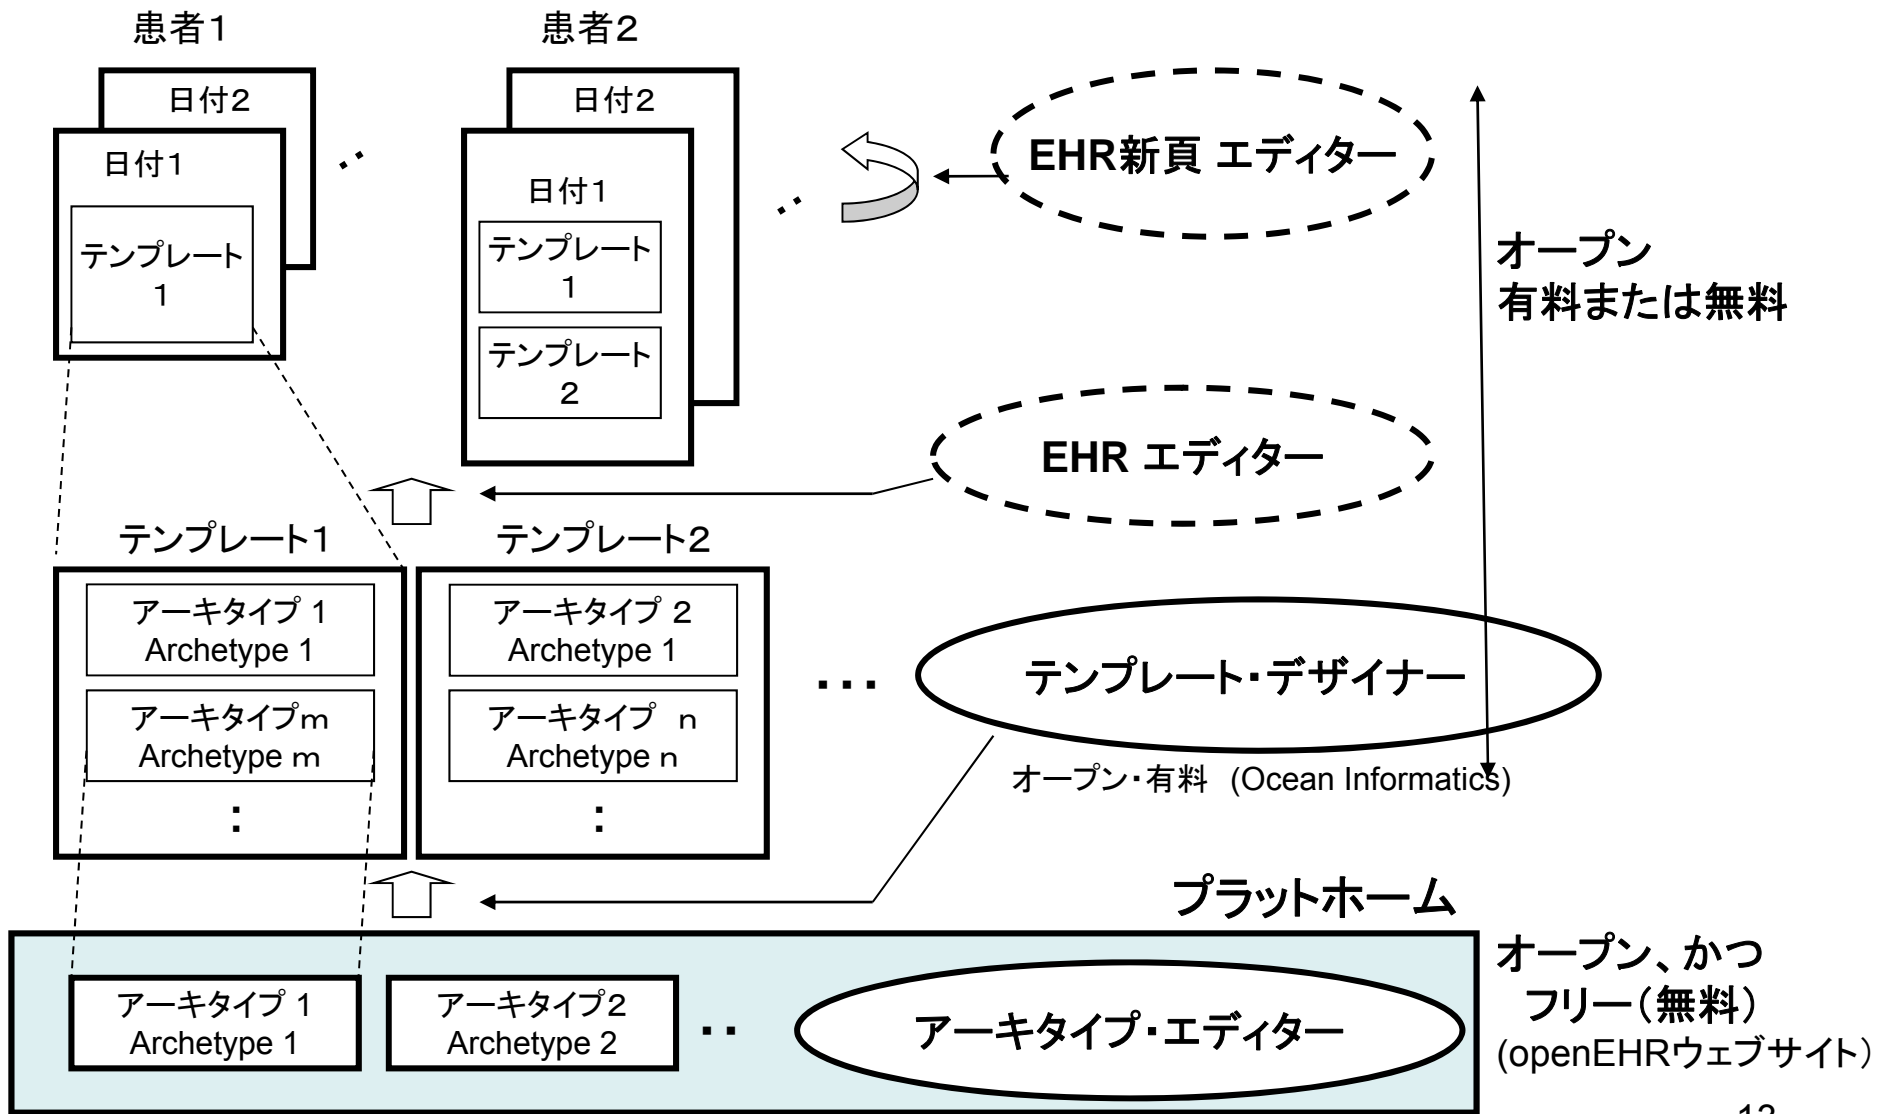 患者１
患者２
日付２
日付１
テンプレート
１
日付２
日付１
テンプレート
１
テンプレート
２
EHR新頁 エディター
オープン
有料または無料
EHR エディター
テンプレート１
テンプレート２
アーキタイプ 1
Archetype 1
アーキタイプｍ
Archetype ｍ
：
アーキタイプ ２
Archetype 1
アーキタイプ　ｎ
Archetype ｎ
：
...
テンプレート・デザイナー
オープン・有料　(Ocean Informatics)
プラットホーム
アーキタイプ 1
Archetype 1
アーキタイプ２
Archetype 2
..
アーキタイプ・エディター
オープン、かつ
フリー（無料）
(openEHRウェブサイト）